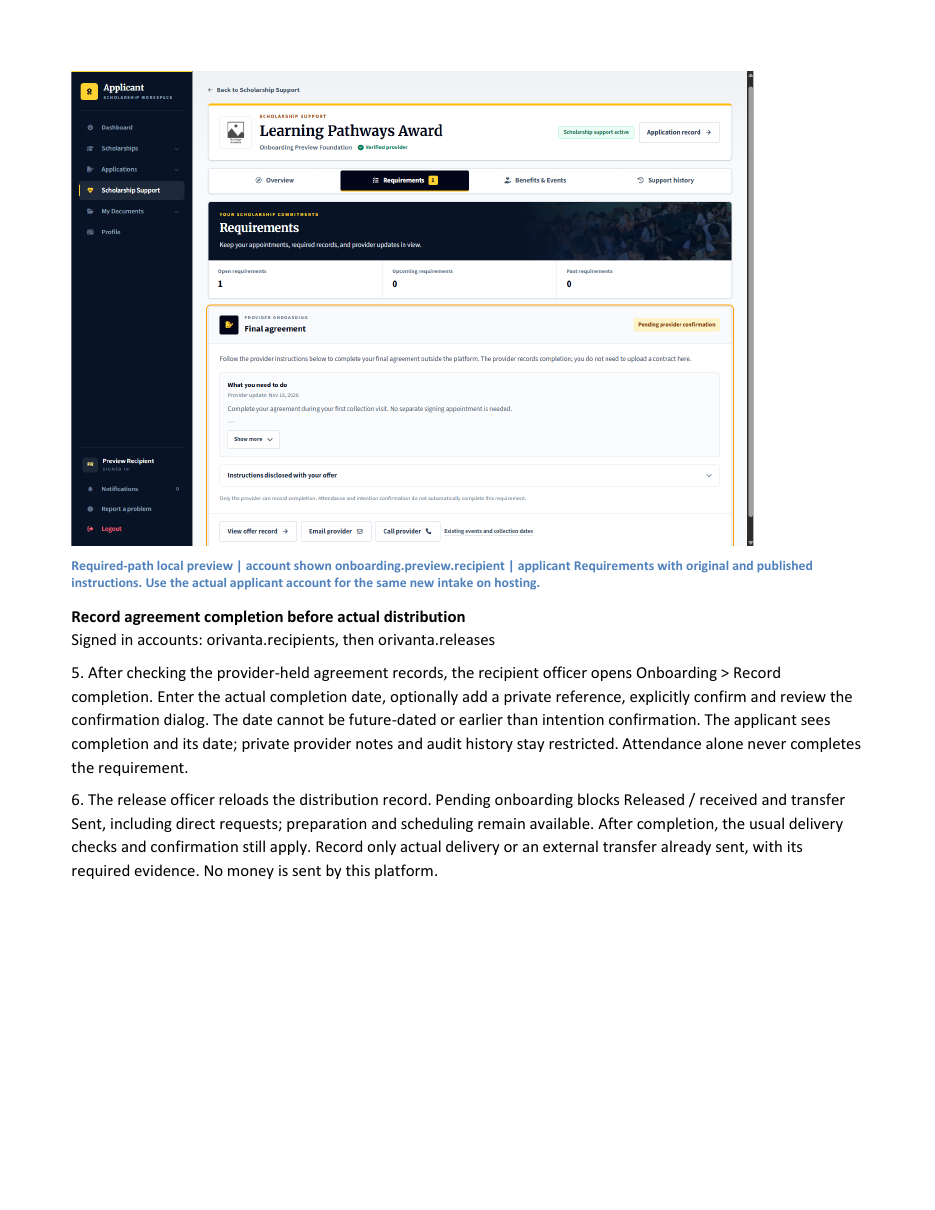 Applicant
SCHOLARSHIP WORKSPACE
Dashboard
Scholarships
Applications
Scholarship Support
My Documents
Profile
Preview Recipient
SIGNED IN
PR
Notifications 0
Report a problem
Logout
← Back to Scholarship Support
SCHOLARSHIP SUPPORT
Learning Pathways Award
Onboarding Preview Foundation Verified provider
Scholarship support active
Application record →
Overview
Requirements 1
Benefits & Events
Support history
YOUR SCHOLARSHIP COMMITMENTS
Requirements
Keep your appointments, required records, and provider updates in view.
Open requirements
1
Upcoming requirements
0
Past requirements
0
PROVIDER ONBOARDING
Final agreement
Pending provider confirmation
Follow the provider instructions below to complete your final agreement outside the platform. The provider records completion; you do not need to upload a contract here.
What you need to do
Provider update: Nov 18, 2026
Complete your agreement during your first collection visit. No separate signing appointment is needed.
...
Show more
Instructions disclosed with your offer
Only the provider can record completion. Attendance and intention confirmation do not automatically complete this requirement.
View offer record →
Email provider
Call provider
Existing events and collection dates
Required-path local preview | account shown onboarding.preview.recipient | applicant Requirements with original and published
instructions. Use the actual applicant account for the same new intake on hosting.
Record agreement completion before actual distribution
Signed in accounts: orivanta.recipients, then orivanta.releases
5. After checking the provider-held agreement records, the recipient officer opens Onboarding > Record
completion. Enter the actual completion date, optionally add a private reference, explicitly confirm and review the
confirmation dialog. The date cannot be future-dated or earlier than intention confirmation. The applicant sees
completion and its date; private provider notes and audit history stay restricted. Attendance alone never completes
the requirement.
6. The release officer reloads the distribution record. Pending onboarding blocks Released / received and transfer
Sent, including direct requests; preparation and scheduling remain available. After completion, the usual delivery
checks and confirmation still apply. Record only actual delivery or an external transfer already sent, with its
required evidence. No money is sent by this platform.